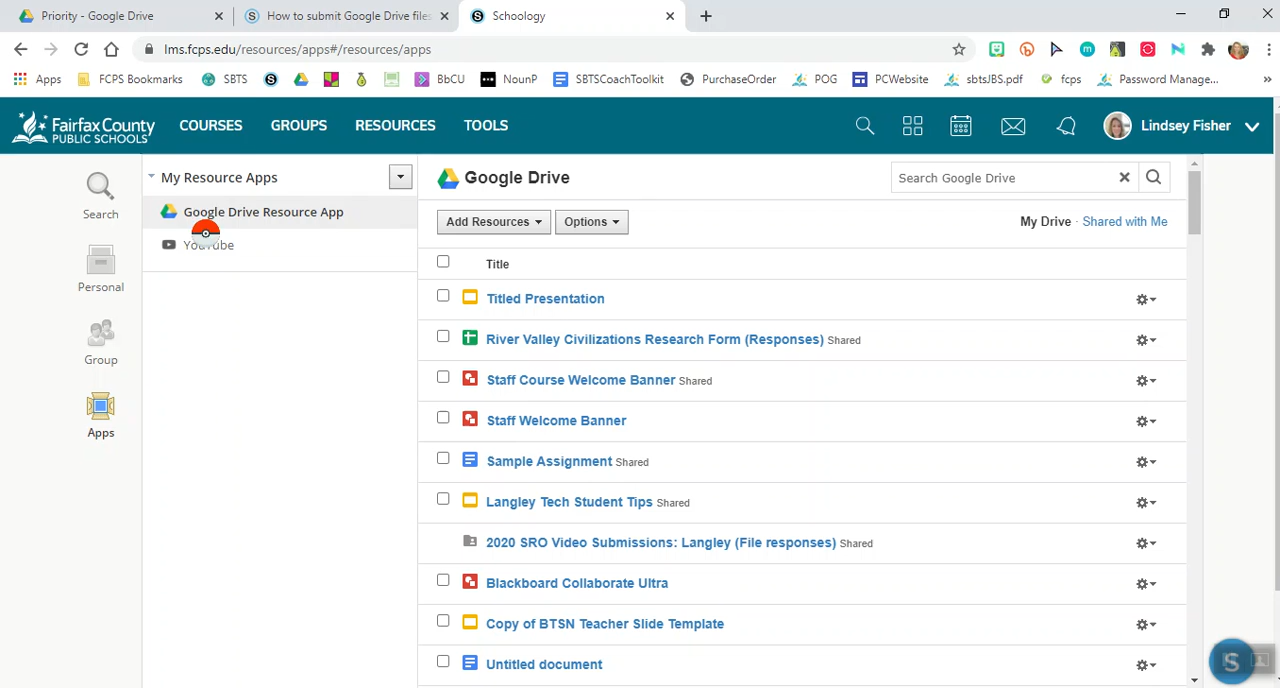 Priority - Google Drive
How to submit Google Drive files
Schoology
lms.fcps.edu/resources/apps#/resources/apps
Apps FCPS Bookmarks SBTS BbCU NounP SBTSCoachToolkit PurchaseOrder POG PCWebsite sbtsJBS.pdf fcps Password Manage...
Fairfax County
PUBLIC SCHOOLS
COURSES GROUPS RESOURCES TOOLS Lindsey Fisher
Search
Personal
Group
Apps
My Resource Apps
Google Drive Resource App
YouTube
Google Drive
Search Google Drive
Add Resources Options
My Drive · Shared with Me
Title
Titled Presentation
River Valley Civilizations Research Form (Responses) Shared
Staff Course Welcome Banner Shared
Staff Welcome Banner
Sample Assignment Shared
Langley Tech Student Tips Shared
2020 SRO Video Submissions: Langley (File responses) Shared
Blackboard Collaborate Ultra
Copy of BTSN Teacher Slide Template
Untitled document